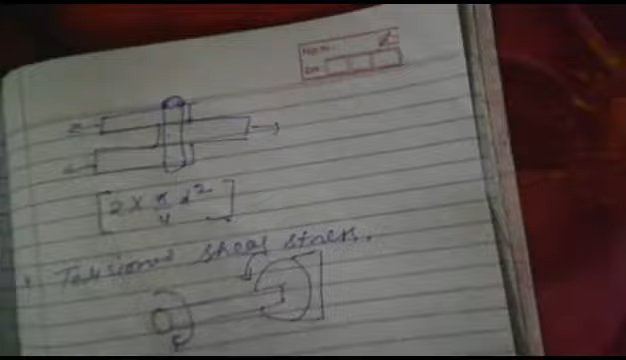 [2 × π/4 d²]
Torsional shear stress.